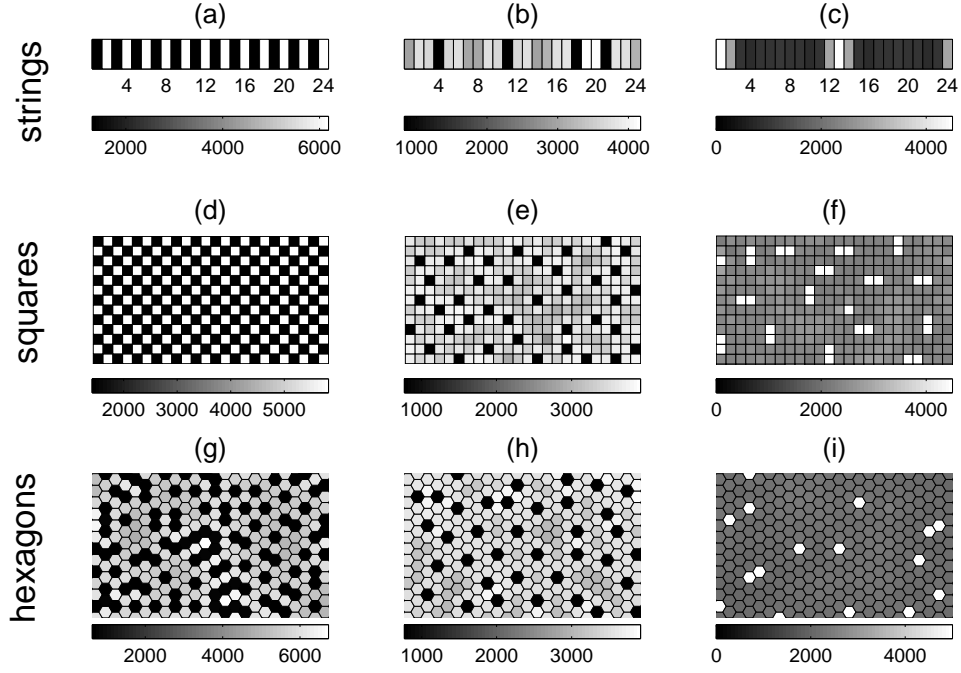 (a) (b) (c)
strings
4 8 12 16 20 24 4 8 12 16 20 24 4 8 12 16 20 24
2000 4000 6000 1000 2000 3000 4000 0 2000 4000
(d) (e) (f)
squares
2000 3000 4000 5000 1000 2000 3000 0 2000 4000
(g) (h) (i)
hexagons
2000 4000 6000 1000 2000 3000 0 2000 4000